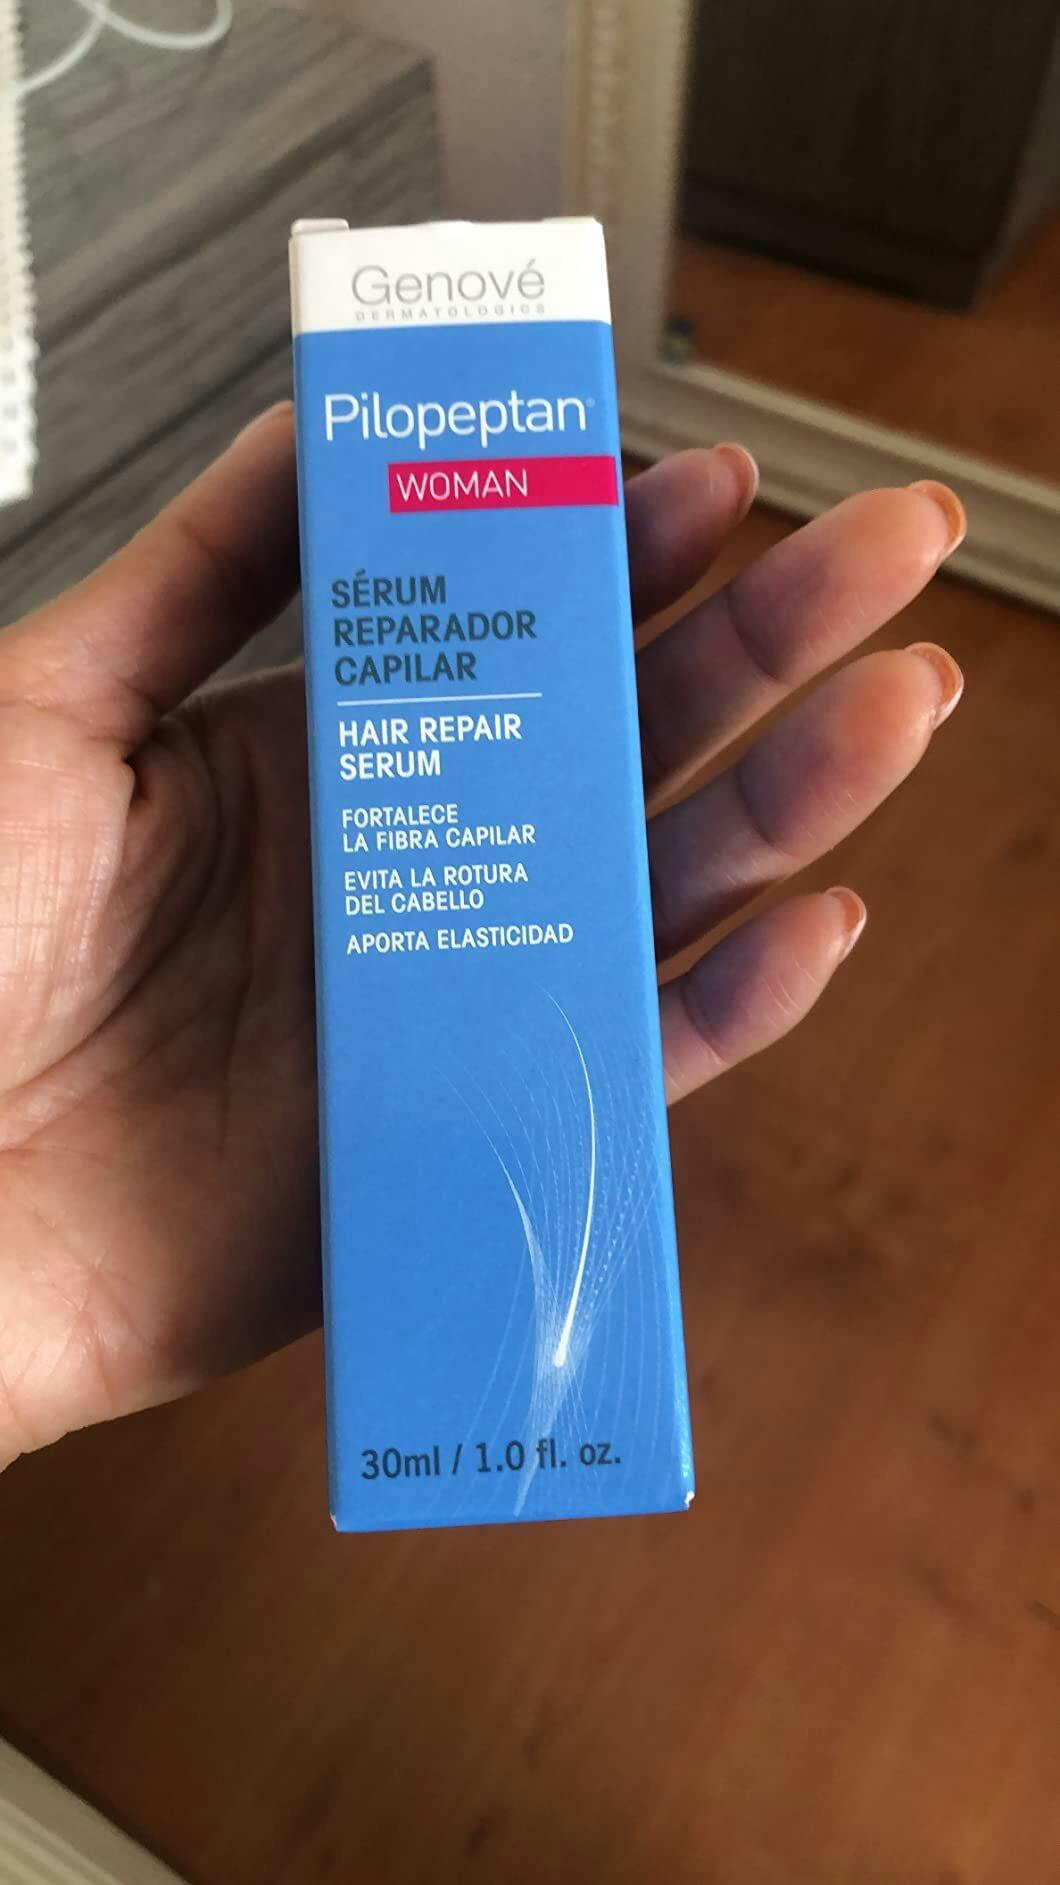 Genové
DERMATOLOGICS
Pilopeptan®
WOMAN
SÉRUM
REPARADOR
CAPILAR
HAIR REPAIR
SERUM
FORTALECE
LA FIBRA CAPILAR
EVITA LA ROTURA
DEL CABELLO
APORTA ELASTICIDAD
30ml / 1.0 fl. oz.